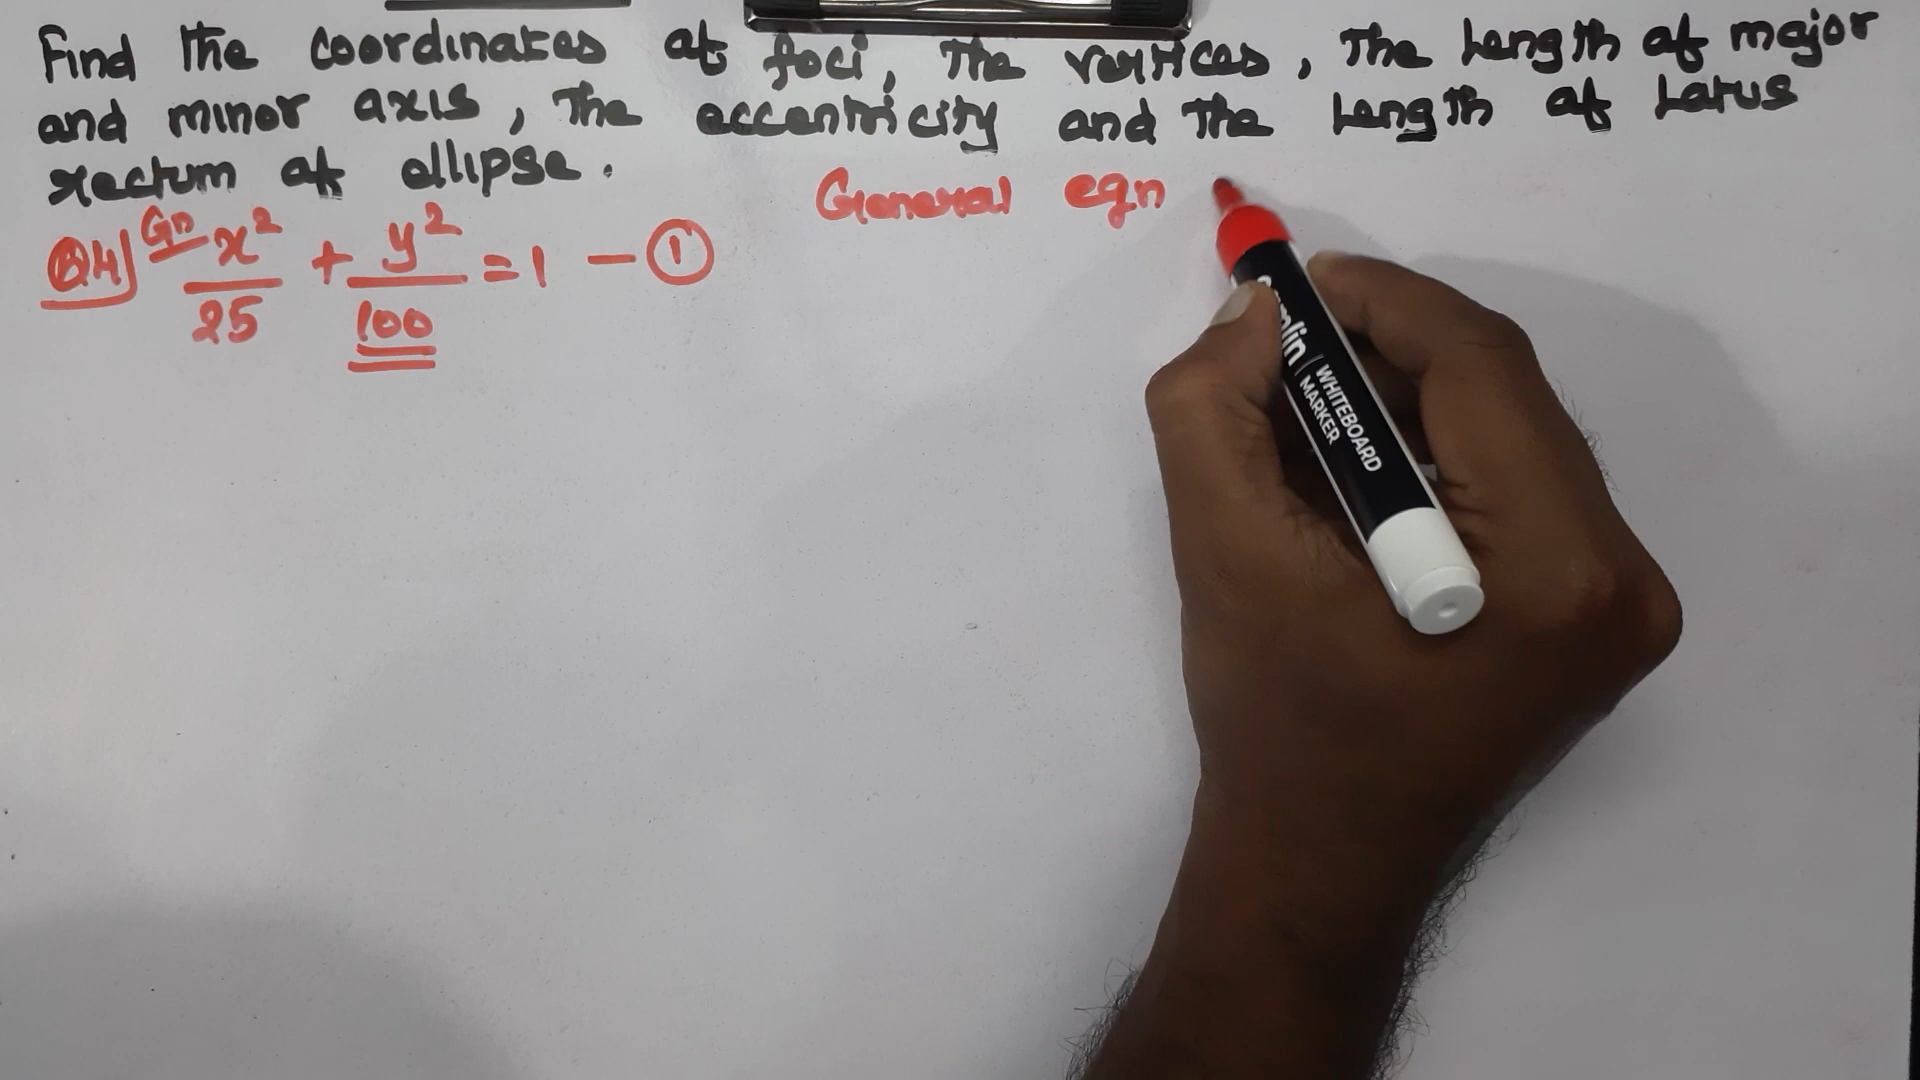 Find the coordinates of foci, The vertices, The Length of major
and minor axis, The eccentricity and The Length of Latus
rectum of ellipse.
General eqn
Q4) Gn x²/25 + y²/100 = 1 - ①
Camlin
WHITEBOARD
MARKER